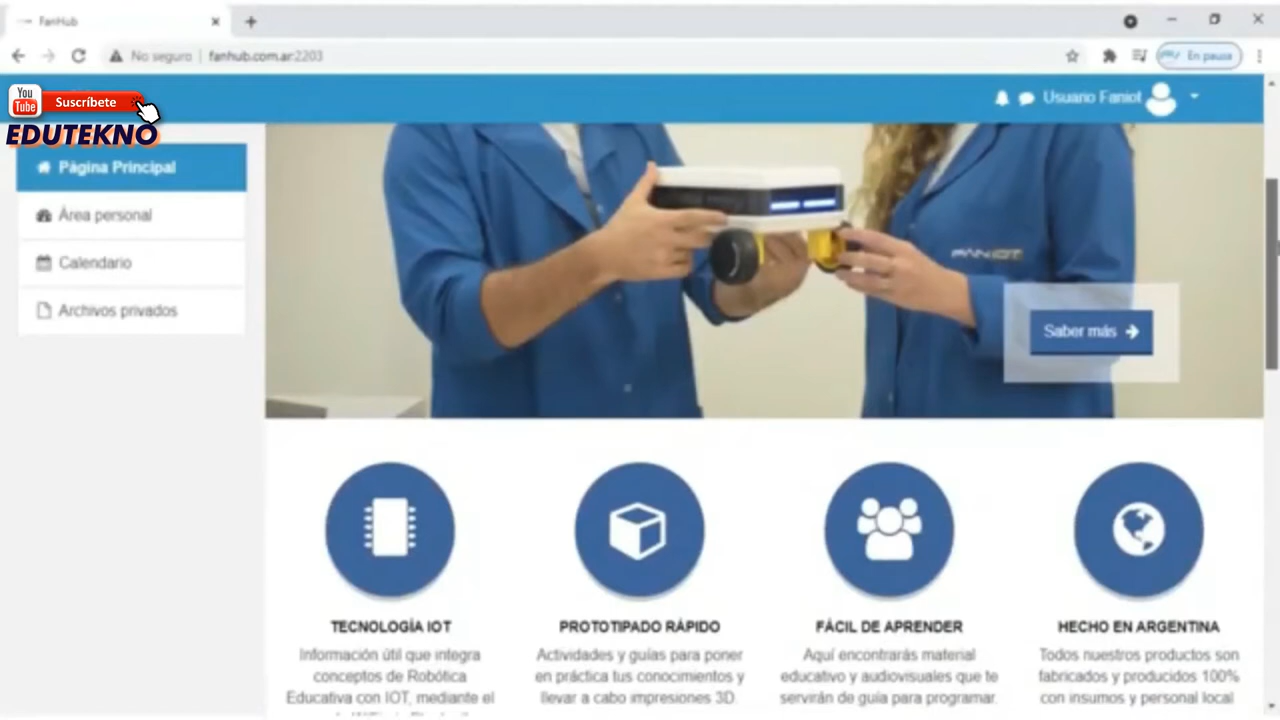 FanHub
No seguro
fanhub.com.ar:2203
En pausa
You
Tube
Suscríbete
EDUTEKNO
Usuario Faniot
Página Principal
Área personal
Calendario
Archivos privados
FANIOT
Saber más
TECNOLOGÍA IOT
Información útil que integra
conceptos de Robótica
Educativa con IOT, mediante el
PROTOTIPADO RÁPIDO
Actividades y guías para poner
en práctica tus conocimientos y
llevar a cabo impresiones 3D.
FÁCIL DE APRENDER
Aquí encontrarás material
educativo y audiovisuales que te
servirán de guía para programar.
HECHO EN ARGENTINA
Todos nuestros productos son
fabricados y producidos 100%
con insumos y personal local